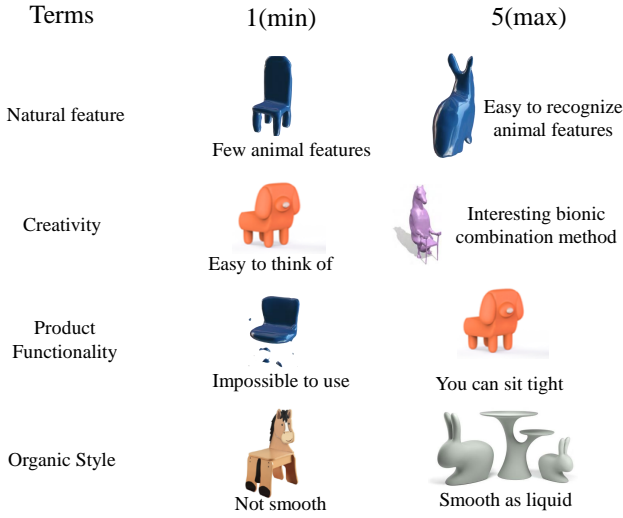 Terms
1(min)
5(max)
Natural feature
Few animal features
Easy to recognize
animal features
Creativity
Easy to think of
Interesting bionic
combination method
Product
Functionality
Impossible to use
You can sit tight
Organic Style
Not smooth
Smooth as liquid